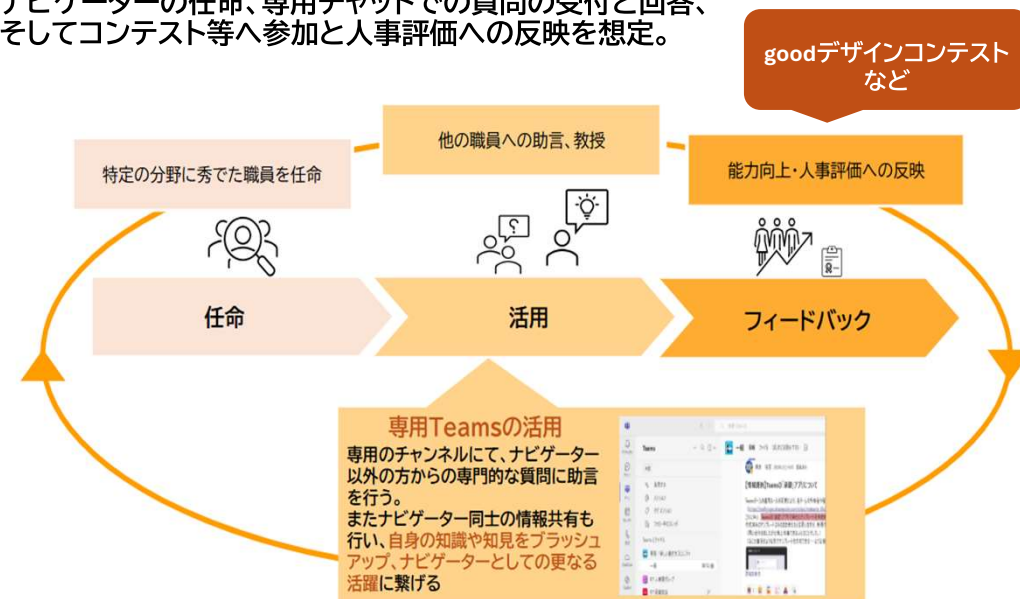 ナビゲーターの任命、専用チャットでの質問の受付と回答、
そしてコンテスト等へ参加と人事評価への反映を想定。
goodデザインコンテスト
など
他の職員への助言、教授
特定の分野に秀でた職員を任命
能力向上・人事評価への反映
任命
活用
フィードバック
専用Teamsの活用
専用のチャンネルにて、ナビゲーター
以外の方からの専門的な質問に助言
を行う。
またナビゲーター同士の情報共有も
行い、自身の知識や知見をブラッシュ
アップ、ナビゲーターとしての更なる
活躍に繋げる
Teams